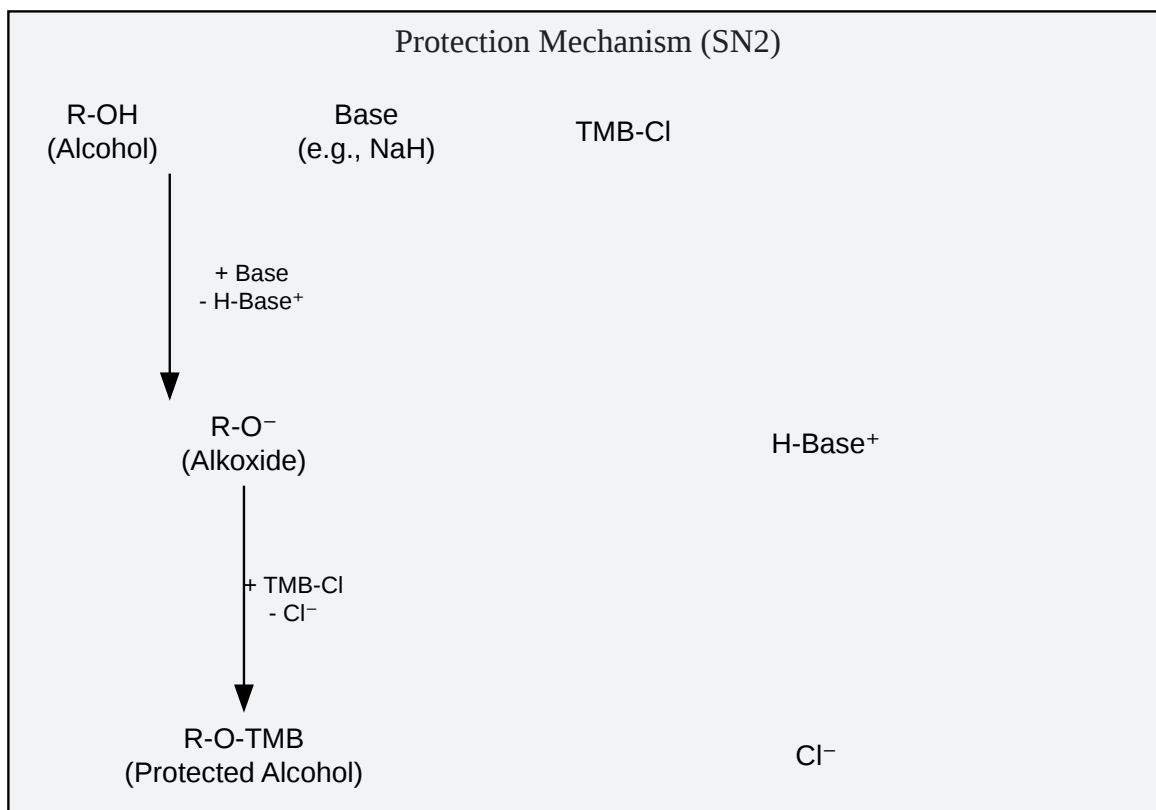 Protection Mechanism (SN2)
R-OH
(Alcohol)
Base
(e.g., NaH)
TMB-Cl
+ Base
- H-Base⁺
R-O⁻
(Alkoxide)
H-Base⁺
+ TMB-Cl
- Cl⁻
R-O-TMB
(Protected Alcohol)
Cl⁻